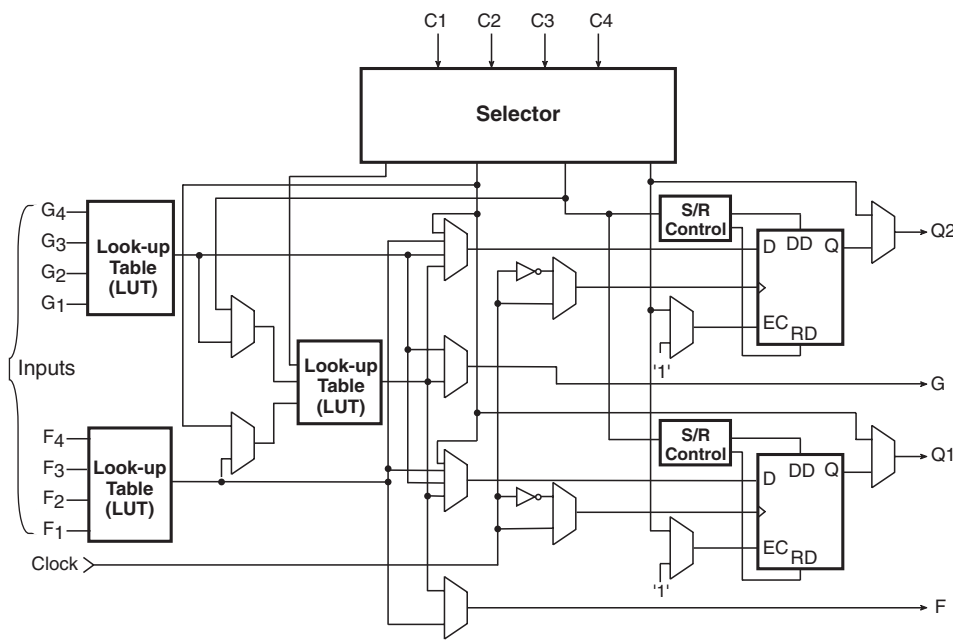 C1 C2 C3 C4
Selector
G4
G3
G2
G1
Look-up
Table
(LUT)
S/R
Control
D DD Q
EC
RD
Q2
'1'
Inputs
Look-up
Table
(LUT)
G
F4
F3
F2
F1
Look-up
Table
(LUT)
S/R
Control
D DD Q
EC
RD
Q1
Clock
'1'
F